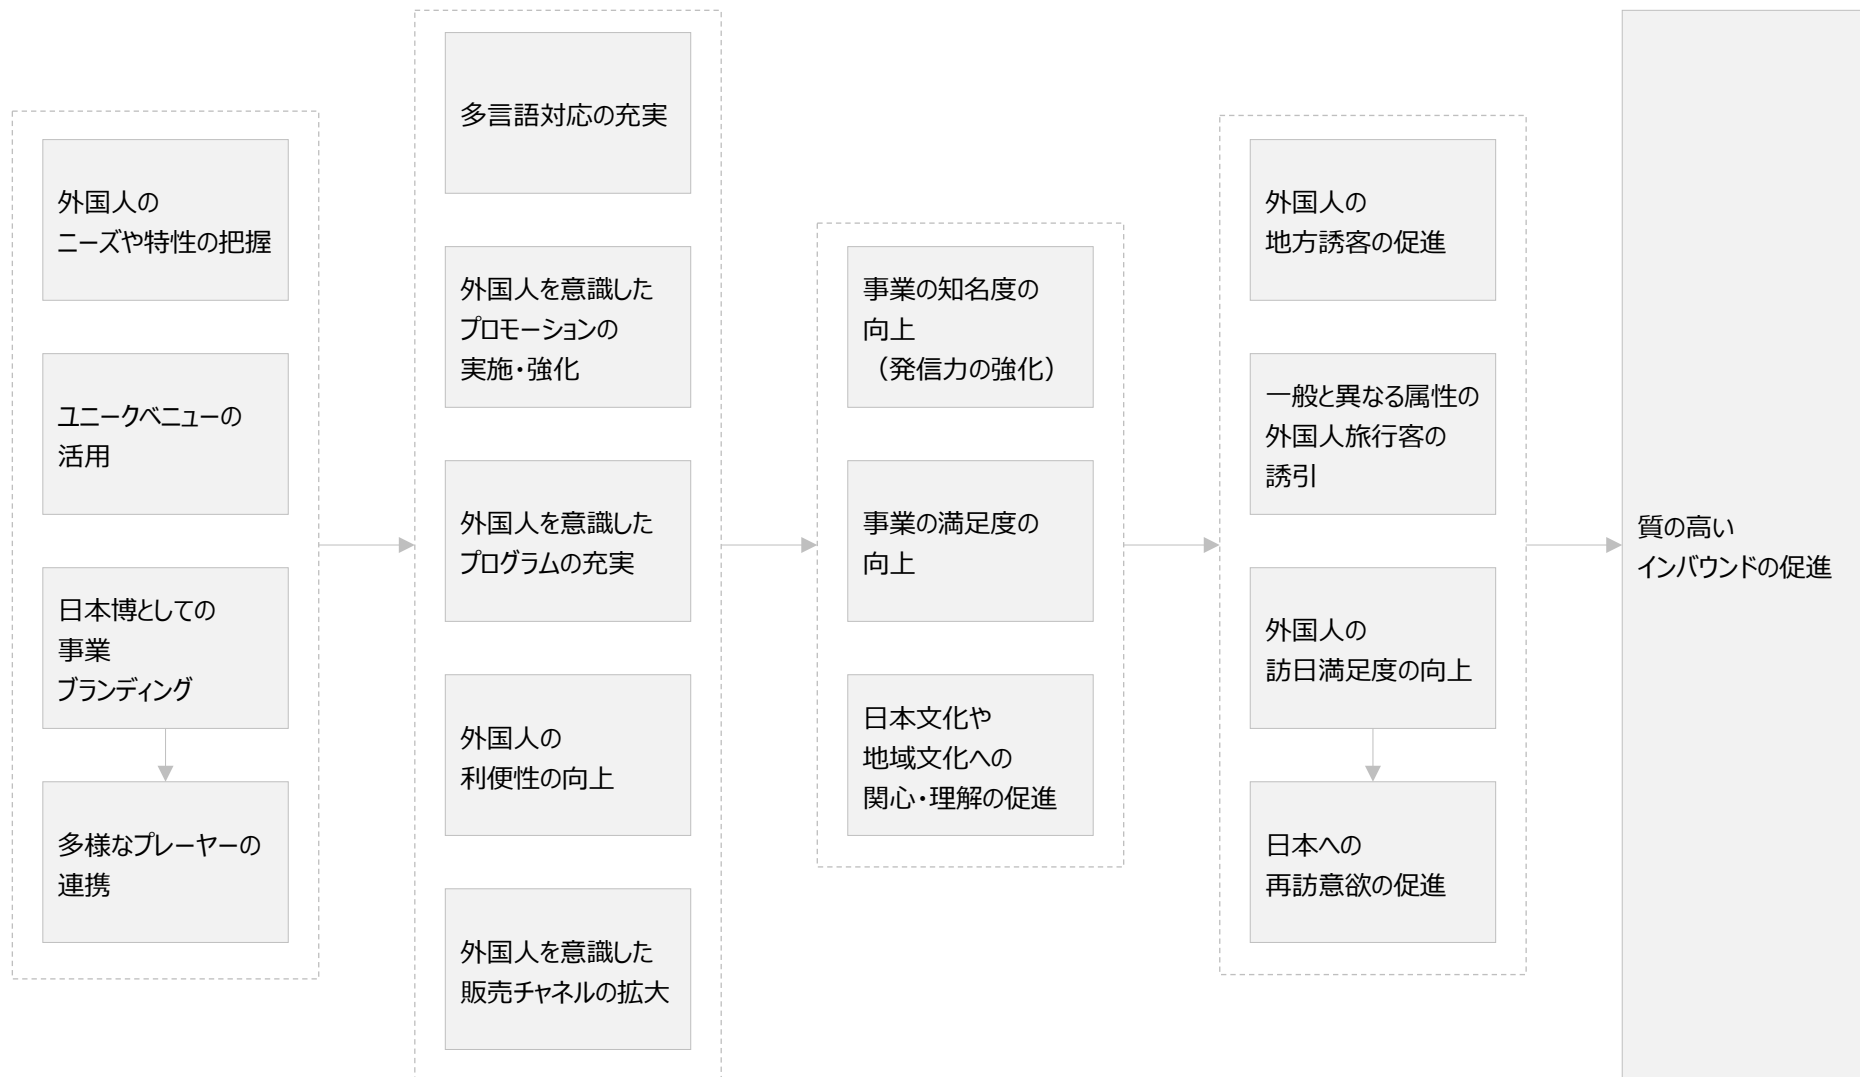 外国人の
ニーズや特性の把握
ユニークベニューの
活用
日本博としての
事業
ブランディング
多様なプレーヤーの
連携
多言語対応の充実
外国人を意識した
プロモーションの
実施・強化
外国人を意識した
プログラムの充実
外国人の
利便性の向上
外国人を意識した
販売チャネルの拡大
事業の知名度の
向上
（発信力の強化）
事業の満足度の
向上
日本文化や
地域文化への
関心・理解の促進
外国人の
地方誘客の促進
一般と異なる属性の
外国人旅行客の
誘引
外国人の
訪日満足度の向上
日本への
再訪意欲の促進
質の高い
インバウンドの促進